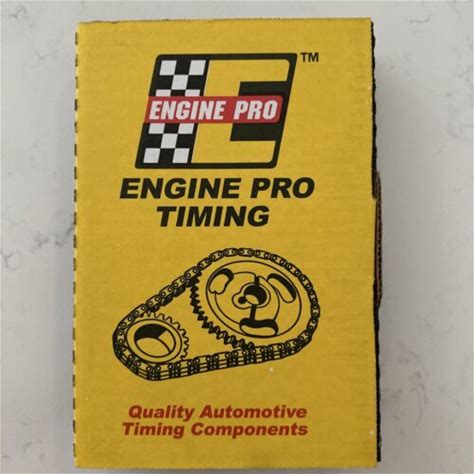 ™
ENGINE PRO
ENGINE PRO
TIMING
Quality Automotive
Timing Components